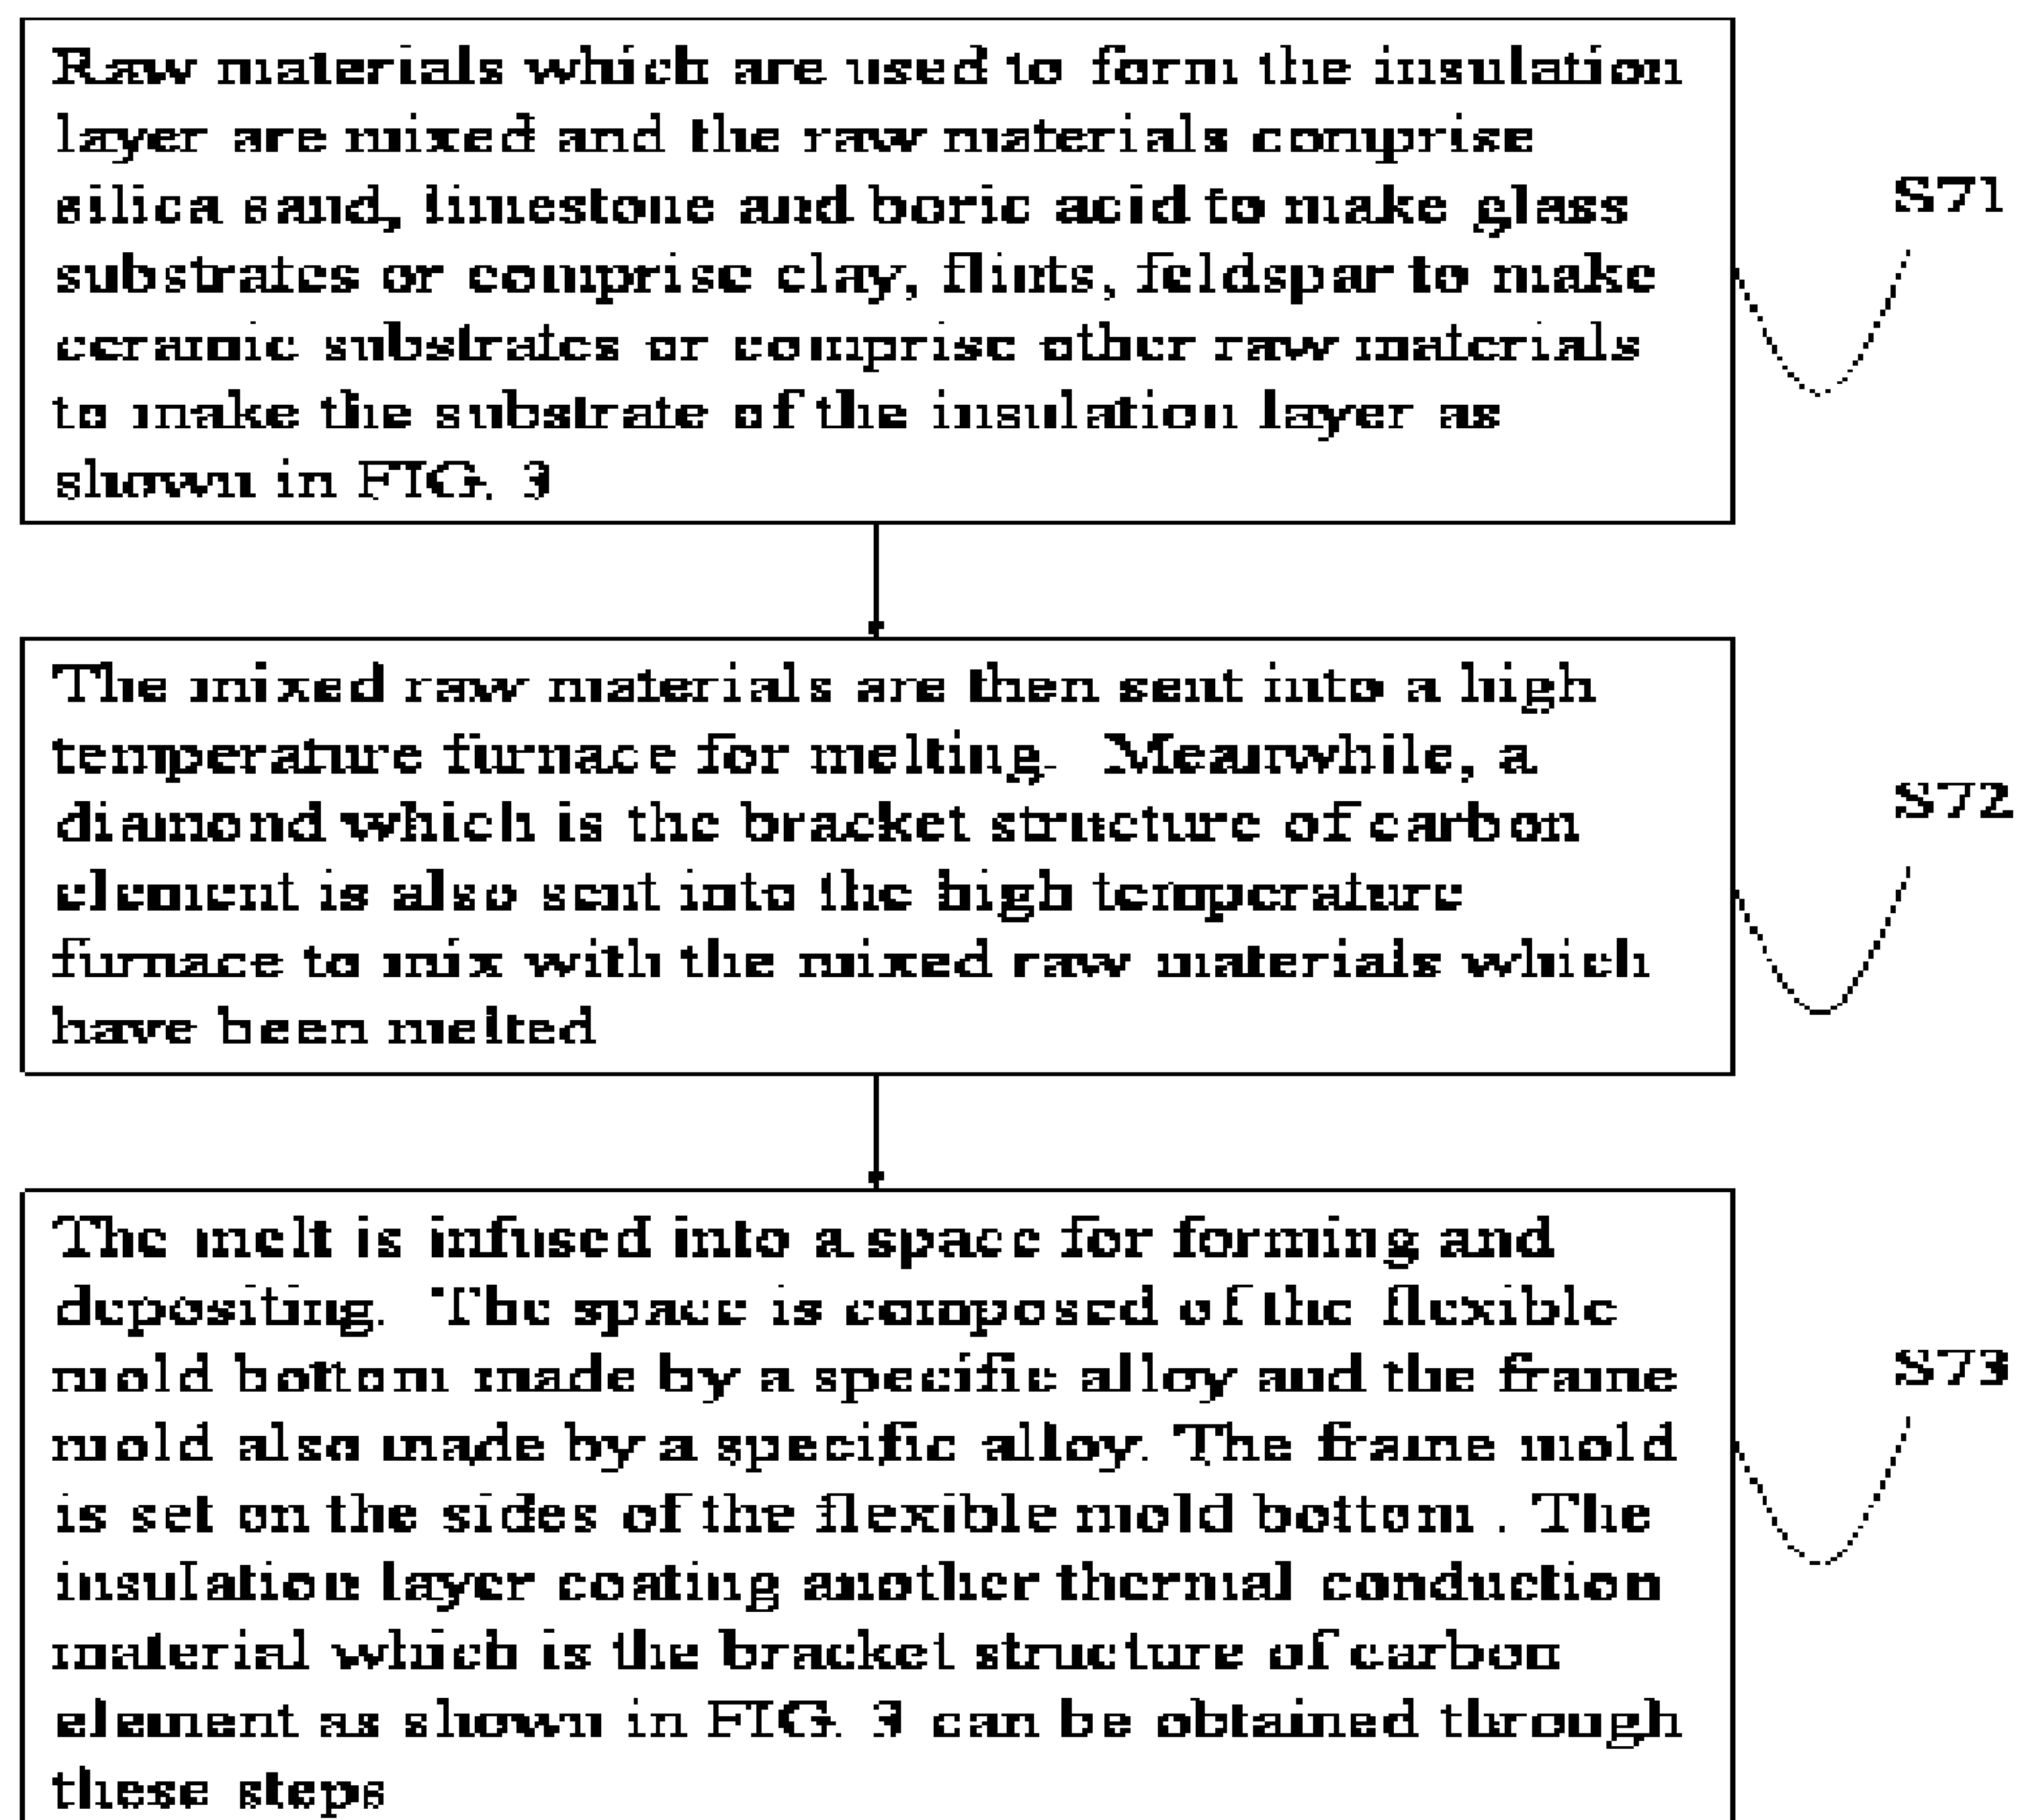 Raw materials which are used to form the insulation
layer are mixed and the raw materials comprise
silica sand, limestone and boric acid to make glass
substrates or comprise clay, flints, feldspar to make
ceramic substrates or comprise other raw materials
to make the substrate of the insulation layer as
shown in FIG. 3
S71
The mixed raw materials are then sent into a high
temperature furnace for melting. Meanwhile, a
diamond which is the bracket structure of carbon
element is also sent into the high temperature
furnace to mix with the mixed raw materials which
have been melted
S72
The melt is infused into a space for forming and
depositing. The space is composed of the flexible
mold bottom made by a specific alloy and the frame
mold also made by a specific alloy. The frame mold
is set on the sides of the flexible mold bottom . The
insulation layer coating another thermal conduction
material which is the bracket structure of carbon
element as shown in FIG. 3 can be obtained through
these steps
S73